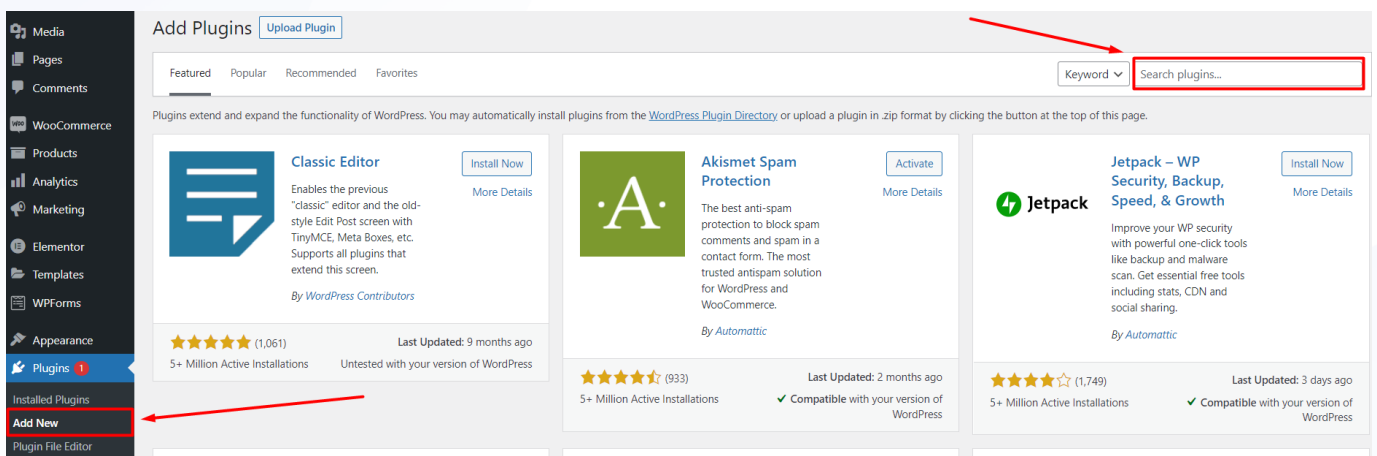 Media
Pages
Comments
WooCommerce
Products
Analytics
Marketing
Elementor
Templates
WPForms
Appearance
Plugins 1
Installed Plugins
Add New
Plugin File Editor
Add Plugins Upload Plugin
Featured Popular Recommended Favorites
Keyword Search plugins...
Plugins extend and expand the functionality of WordPress. You may automatically install plugins from the WordPress Plugin Directory or upload a plugin in .zip format by clicking the button at the top of this page.
Classic Editor
Install Now
More Details
Enables the previous
"classic" editor and the old-
style Edit Post screen with
TinyMCE, Meta Boxes, etc.
Supports all plugins that
extend this screen.
By WordPress Contributors
(1,061)
Last Updated: 9 months ago
5+ Million Active Installations
Untested with your version of WordPress
·A·
Akismet Spam
Protection
Activate
More Details
The best anti-spam
protection to block spam
comments and spam in a
contact form. The most
trusted antispam solution
for WordPress and
WooCommerce.
By Automattic
(933)
Last Updated: 2 months ago
5+ Million Active Installations
Compatible with your version of
WordPress
Jetpack
Jetpack – WP
Security, Backup,
Speed, & Growth
Install Now
More Details
Improve your WP security
with powerful one-click tools
like backup and malware
scan. Get essential free tools
including stats, CDN and
social sharing.
By Automattic
(1,749)
Last Updated: 3 days ago
5+ Million Active Installations
Compatible with your version of
WordPress